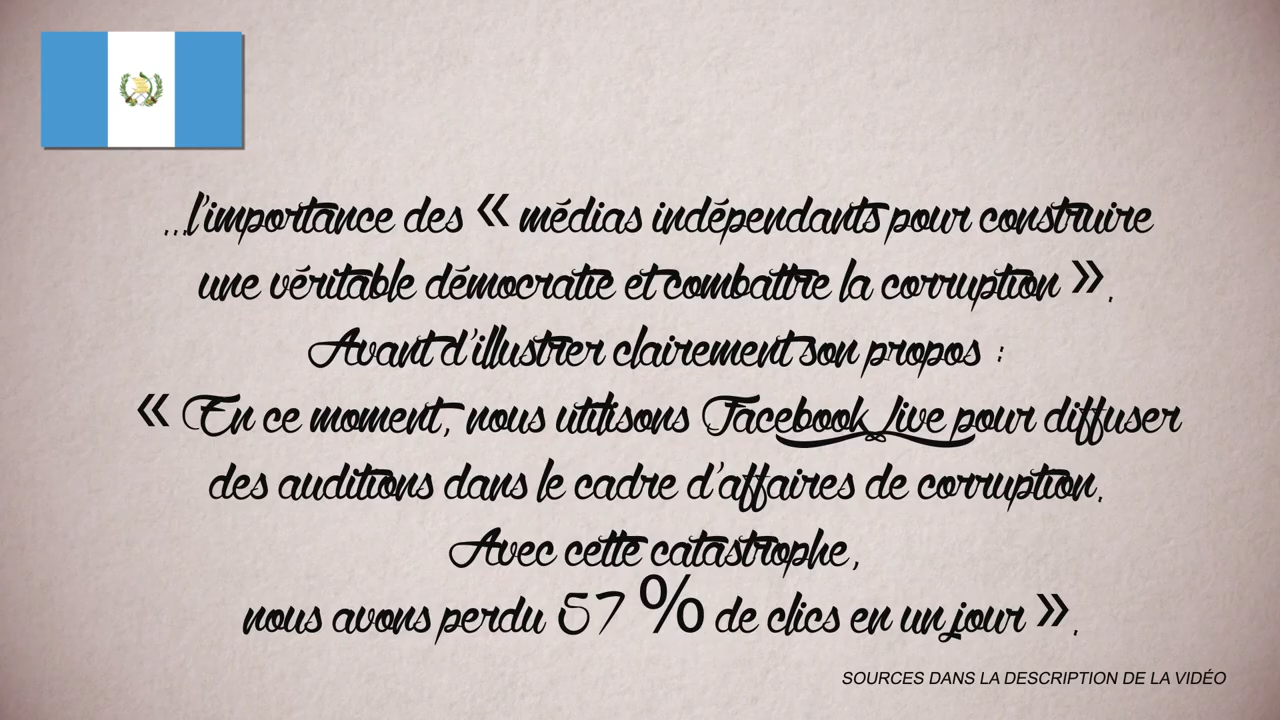 ...l'importance des « médias indépendants pour construire
une véritable démocratie et combattre la corruption ».
Avant d'illustrer clairement son propos :
« En ce moment, nous utilisons Facebook Live pour diffuser
des auditions dans le cadre d'affaires de corruption.
Avec cette catastrophe,
nous avons perdu 57 % de clics en un jour ».
SOURCES DANS LA DESCRIPTION DE LA VIDÉO